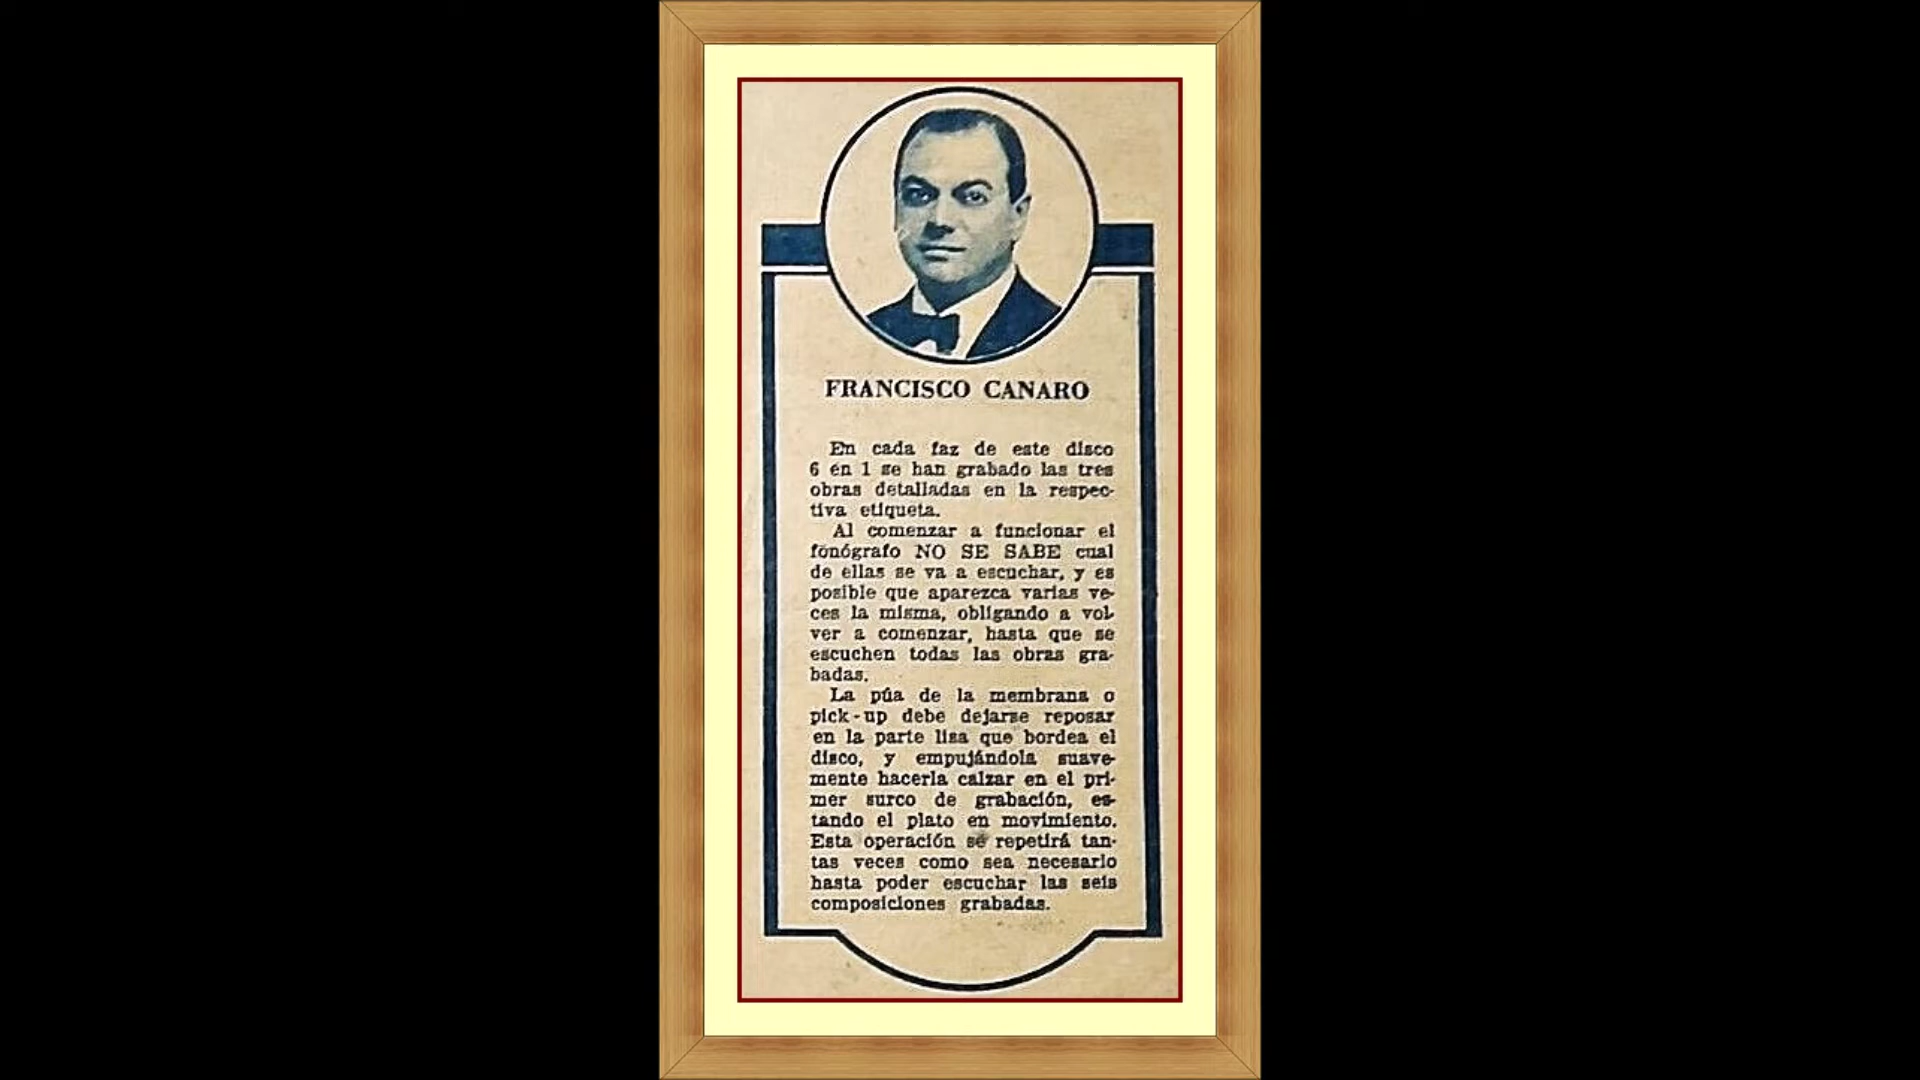 FRANCISCO CANARO
En cada faz de este disco
6 en 1 se han grabado las tres
obras detalladas en la respec-
tiva etiqueta.
Al comenzar a funcionar el
fonógrafo NO SE SABE cual
de ellas se va a escuchar, y es
posible que aparezca varias ve-
ces la misma, obligando a vol-
ver a comenzar, hasta que se
escuchen todas las obras gra-
badas.
La púa de la membrana o
pick-up debe dejarse reposar
en la parte lisa que bordea el
disco, y empujándola suave-
mente hacerla calzar en el pri-
mer surco de grabación, es-
tando el plato en movimiento.
Esta operación se repetirá tan-
tas veces como sea necesario
hasta poder escuchar las seis
composiciones grabadas.